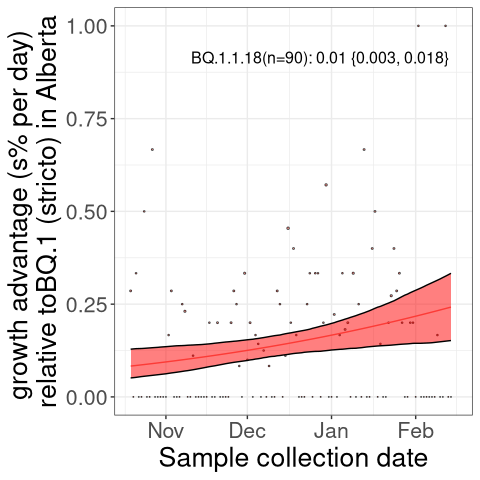 growth advantage (s% per day)
relative toBQ.1 (stricto) in Alberta
1.00
0.75
0.50
0.25
0.00
BQ.1.1.18(n=90): 0.01 {0.003, 0.018}
Nov Dec Jan Feb
Sample collection date